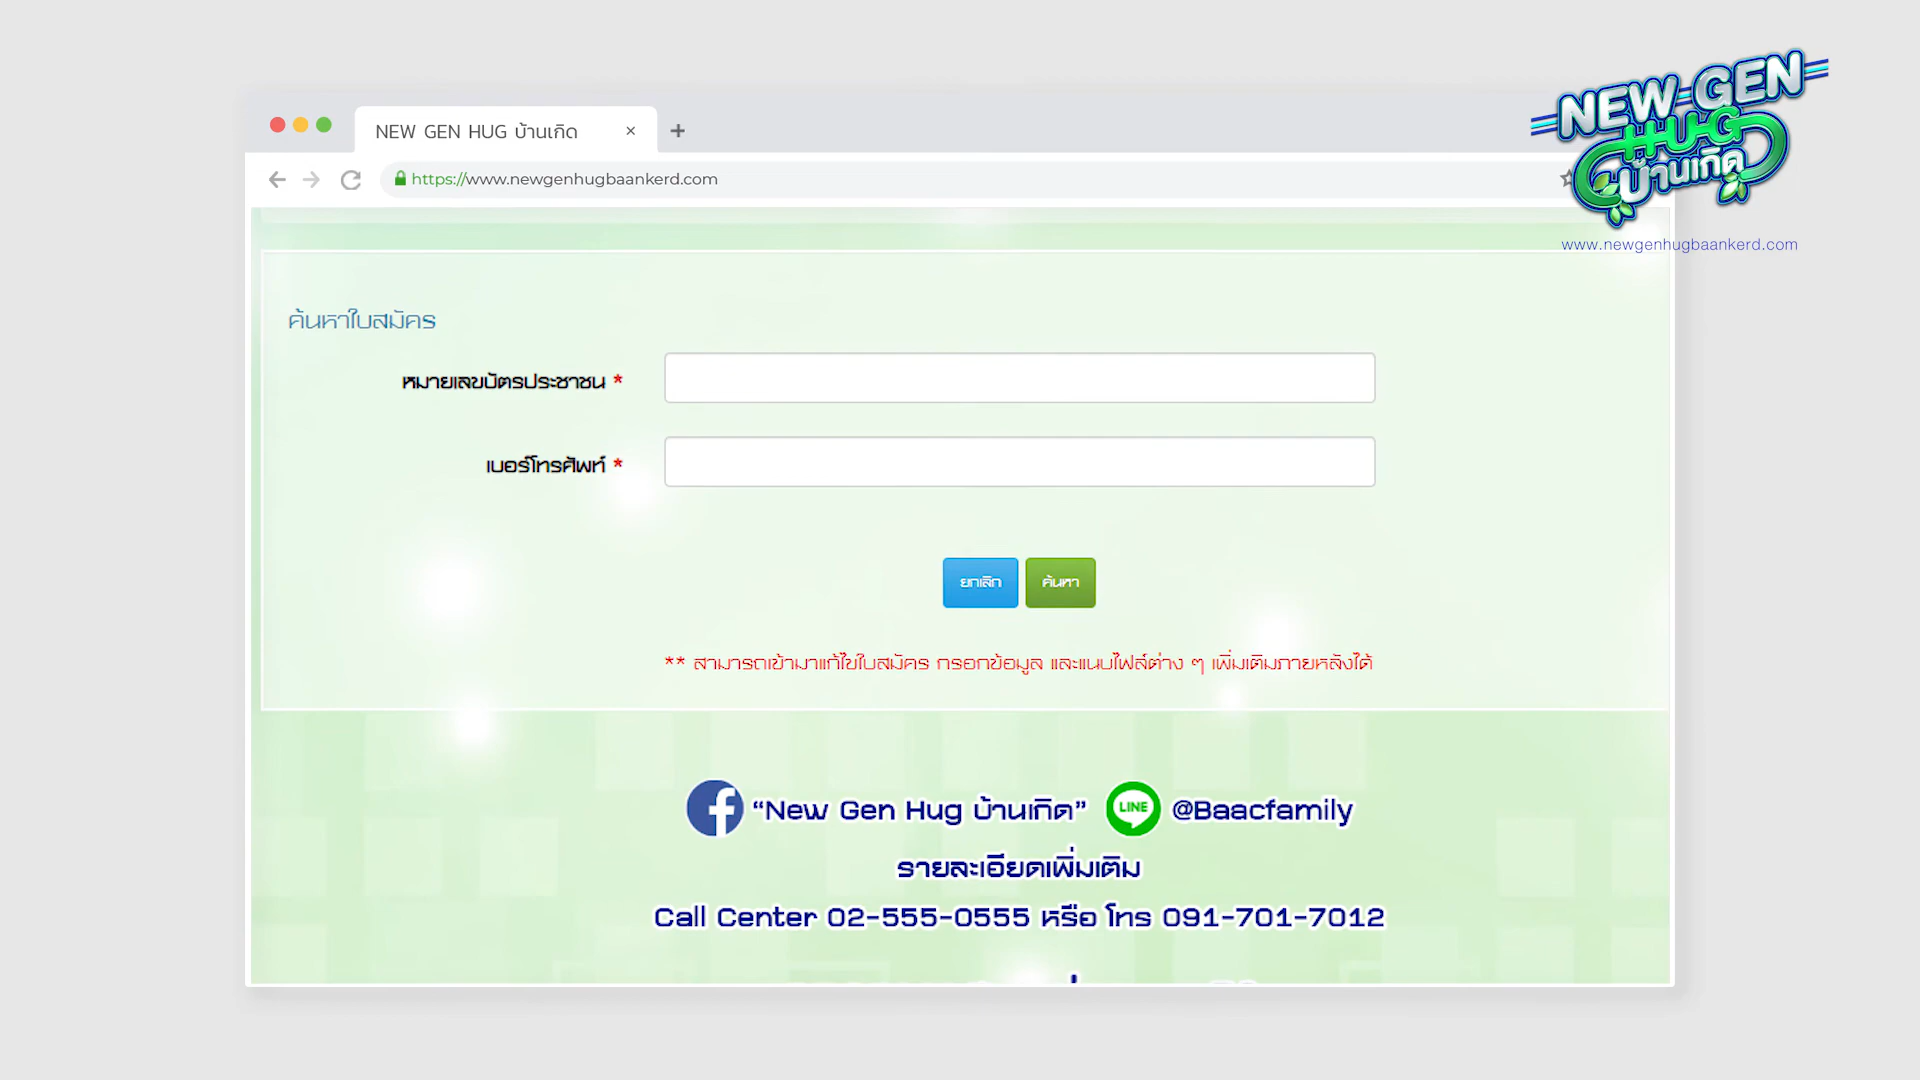 NEW GEN
HUG
บ้านเกิด
www.newgenhugbaankerd.com
NEW GEN HUG บ้านเกิด × +
https://www.newgenhugbaankerd.com
ค้นหาใบสมัคร
หมายเลขบัตรประชาชน *
เบอร์โทรศัพท์ *
ยกเลิก ค้นหา
** สามารถเข้ามาแก้ไขใบสมัคร กรอกข้อมูล และแนบไฟล์ต่าง ๆ เพิ่มเติมภายหลังได้
“New Gen Hug บ้านเกิด” LINE @Baacfamily
รายละเอียดเพิ่มเติม
Call Center 02-555-0555 หรือ โทร 091-701-7012